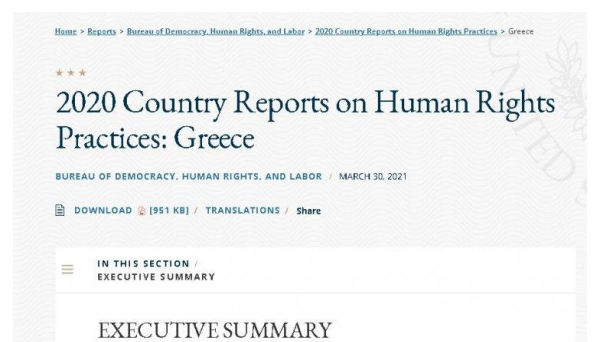 Home > Reports > Bureau of Democracy, Human Rights, and Labor > 2020 Country Reports on Human Rights Practices > Greece
2020 Country Reports on Human Rights
Practices: Greece
BUREAU OF DEMOCRACY, HUMAN RIGHTS, AND LABOR / MARCH 30, 2021
DOWNLOAD [951 KB] / TRANSLATIONS / Share
IN THIS SECTION /
EXECUTIVE SUMMARY
EXECUTIVE SUMMARY
UNITED S